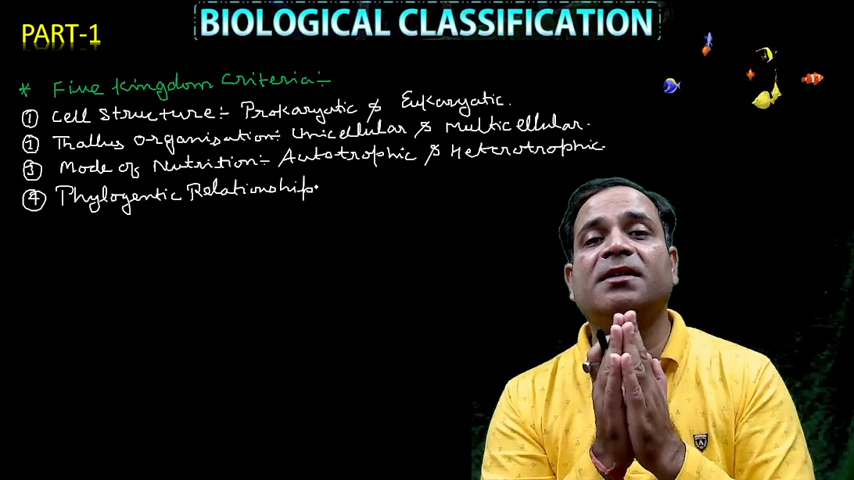 BIOLOGICAL CLASSIFICATION
PART-1
* Five kingdom criteria:-
① Cell Structure:- Prokaryotic & Eukaryotic.
② Thallus Organisation:- Unicellular & Multicellular.
③ Mode of Nutrition:- Autotrophic & Heterotrophic.
④ Phylogentic Relationship.